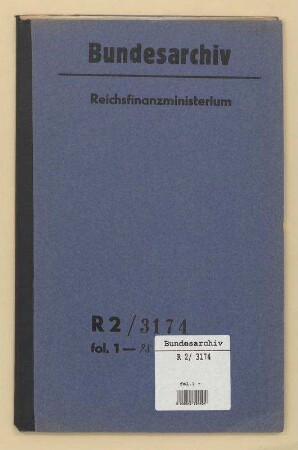 Bundesarchiv
Reichsfinanzministerium
R 2 / 3174
fol. 1 —
Bundesarchiv
R 2/ 3174
fol. 1 -